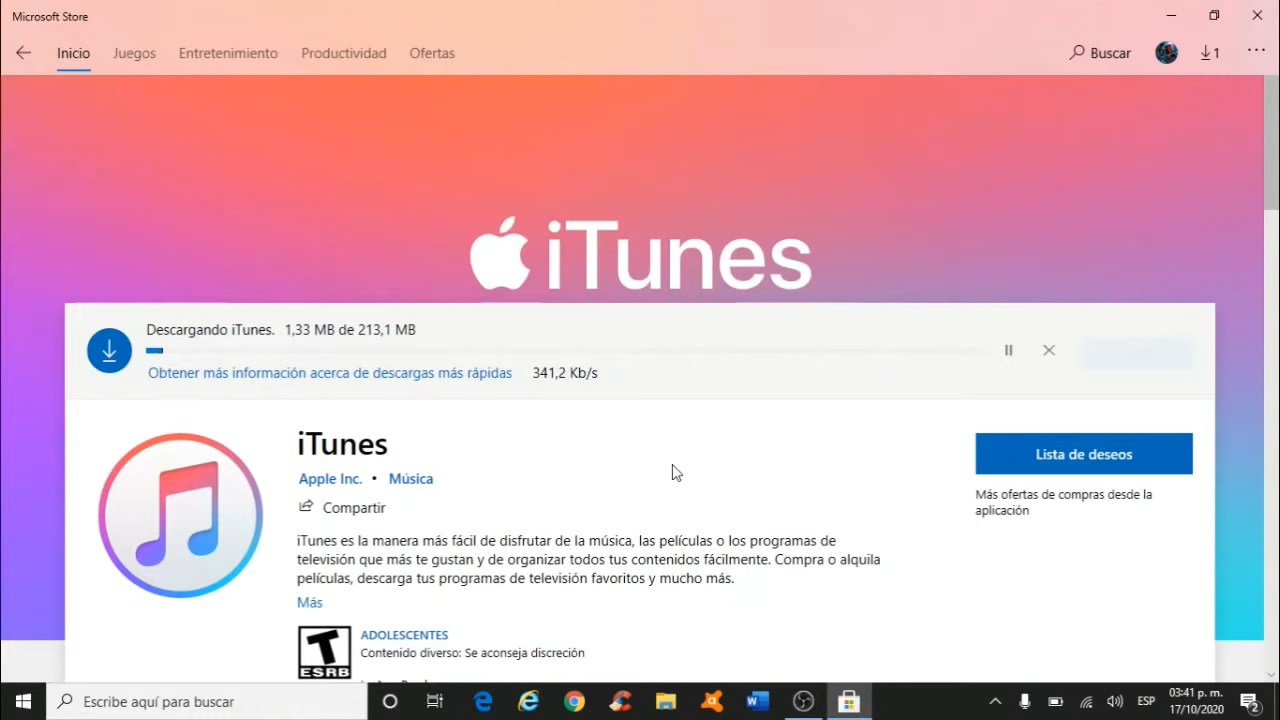 Microsoft Store
Inicio Juegos Entretenimiento Productividad Ofertas Buscar 1
iTunes
Descargando iTunes. 1,33 MB de 213,1 MB
Obtener más información acerca de descargas más rápidas 341,2 Kb/s
iTunes
Lista de deseos
Apple Inc. • Música
Más ofertas de compras desde la
aplicación
Compartir
iTunes es la manera más fácil de disfrutar de la música, las películas o los programas de
televisión que más te gustan y de organizar todos tus contenidos fácilmente. Compra o alquila
películas, descarga tus programas de televisión favoritos y mucho más.
Más
T
ESRB
ADOLESCENTES
Contenido diverso: Se aconseja discreción
Escribe aquí para buscar
ESP
03:41 p. m.
17/10/2020
2